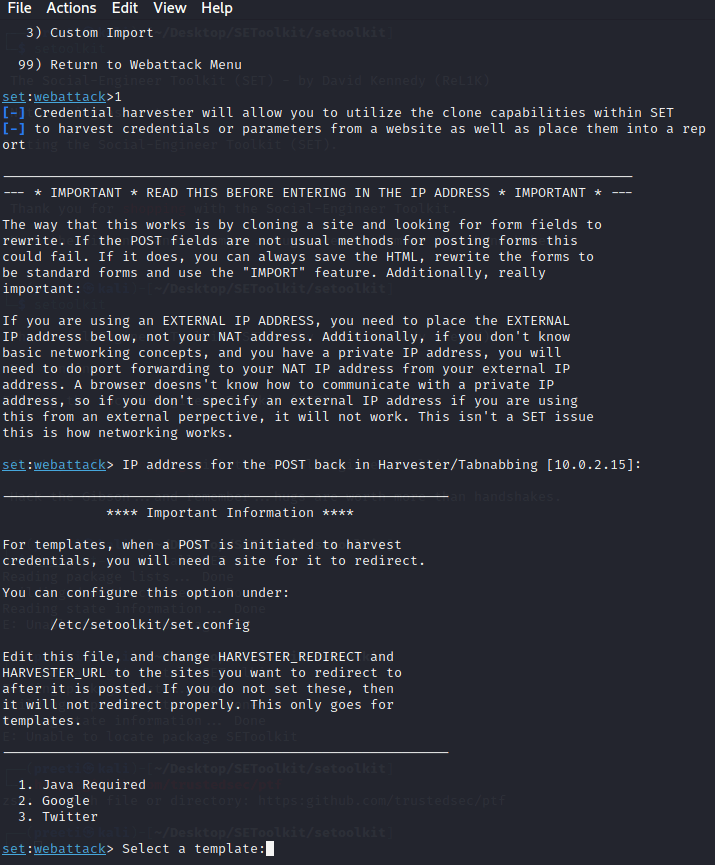 File Actions Edit View Help
3) Custom Import
99) Return to Webattack Menu
set:webattack>1
[-] Credential harvester will allow you to utilize the clone capabilities within SET
[-] to harvest credentials or parameters from a website as well as place them into a rep
ort
--- * IMPORTANT * READ THIS BEFORE ENTERING IN THE IP ADDRESS * IMPORTANT * ---
The way that this works is by cloning a site and looking for form fields to
rewrite. If the POST fields are not usual methods for posting forms this
could fail. If it does, you can always save the HTML, rewrite the forms to
be standard forms and use the "IMPORT" feature. Additionally, really
important:
If you are using an EXTERNAL IP ADDRESS, you need to place the EXTERNAL
IP address below, not your NAT address. Additionally, if you don't know
basic networking concepts, and you have a private IP address, you will
need to do port forwarding to your NAT IP address from your external IP
address. A browser doesns't know how to communicate with a private IP
address, so if you don't specify an external IP address if you are using
this from an external perpective, it will not work. This isn't a SET issue
this is how networking works.
set:webattack> IP address for the POST back in Harvester/Tabnabbing [10.0.2.15]:
**** Important Information ****
For templates, when a POST is initiated to harvest
credentials, you will need a site for it to redirect.
You can configure this option under:
/etc/setoolkit/set.config
Edit this file, and change HARVESTER_REDIRECT and
HARVESTER_URL to the sites you want to redirect to
after it is posted. If you do not set these, then
it will not redirect properly. This only goes for
templates.
1. Java Required
2. Google
3. Twitter
set:webattack> Select a template: